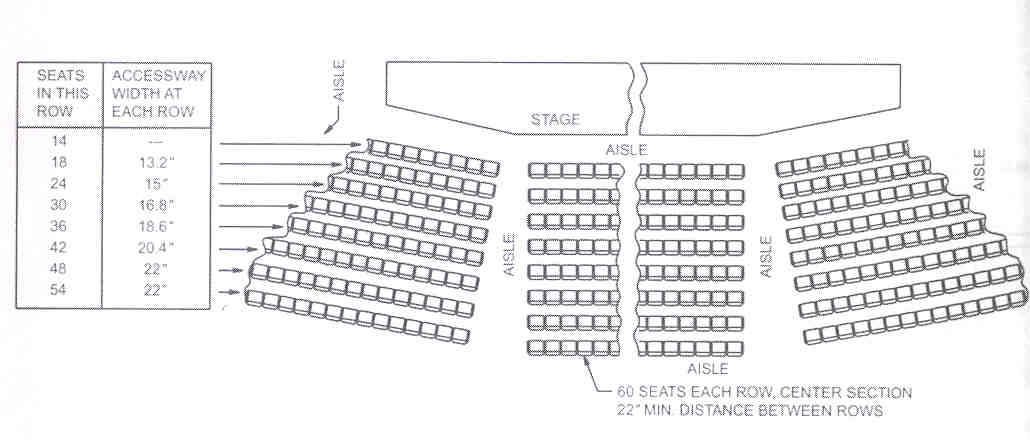 SEATS IN THIS ROW
ACCESSWAY WIDTH AT EACH ROW
14 —
18 13.2"
24 15"
30 16.8"
36 18.6"
42 20.4"
48 22"
54 22"
AISLE
STAGE
AISLE
AISLE
AISLE
AISLE
AISLE
60 SEATS EACH ROW, CENTER SECTION
22" MIN. DISTANCE BETWEEN ROWS